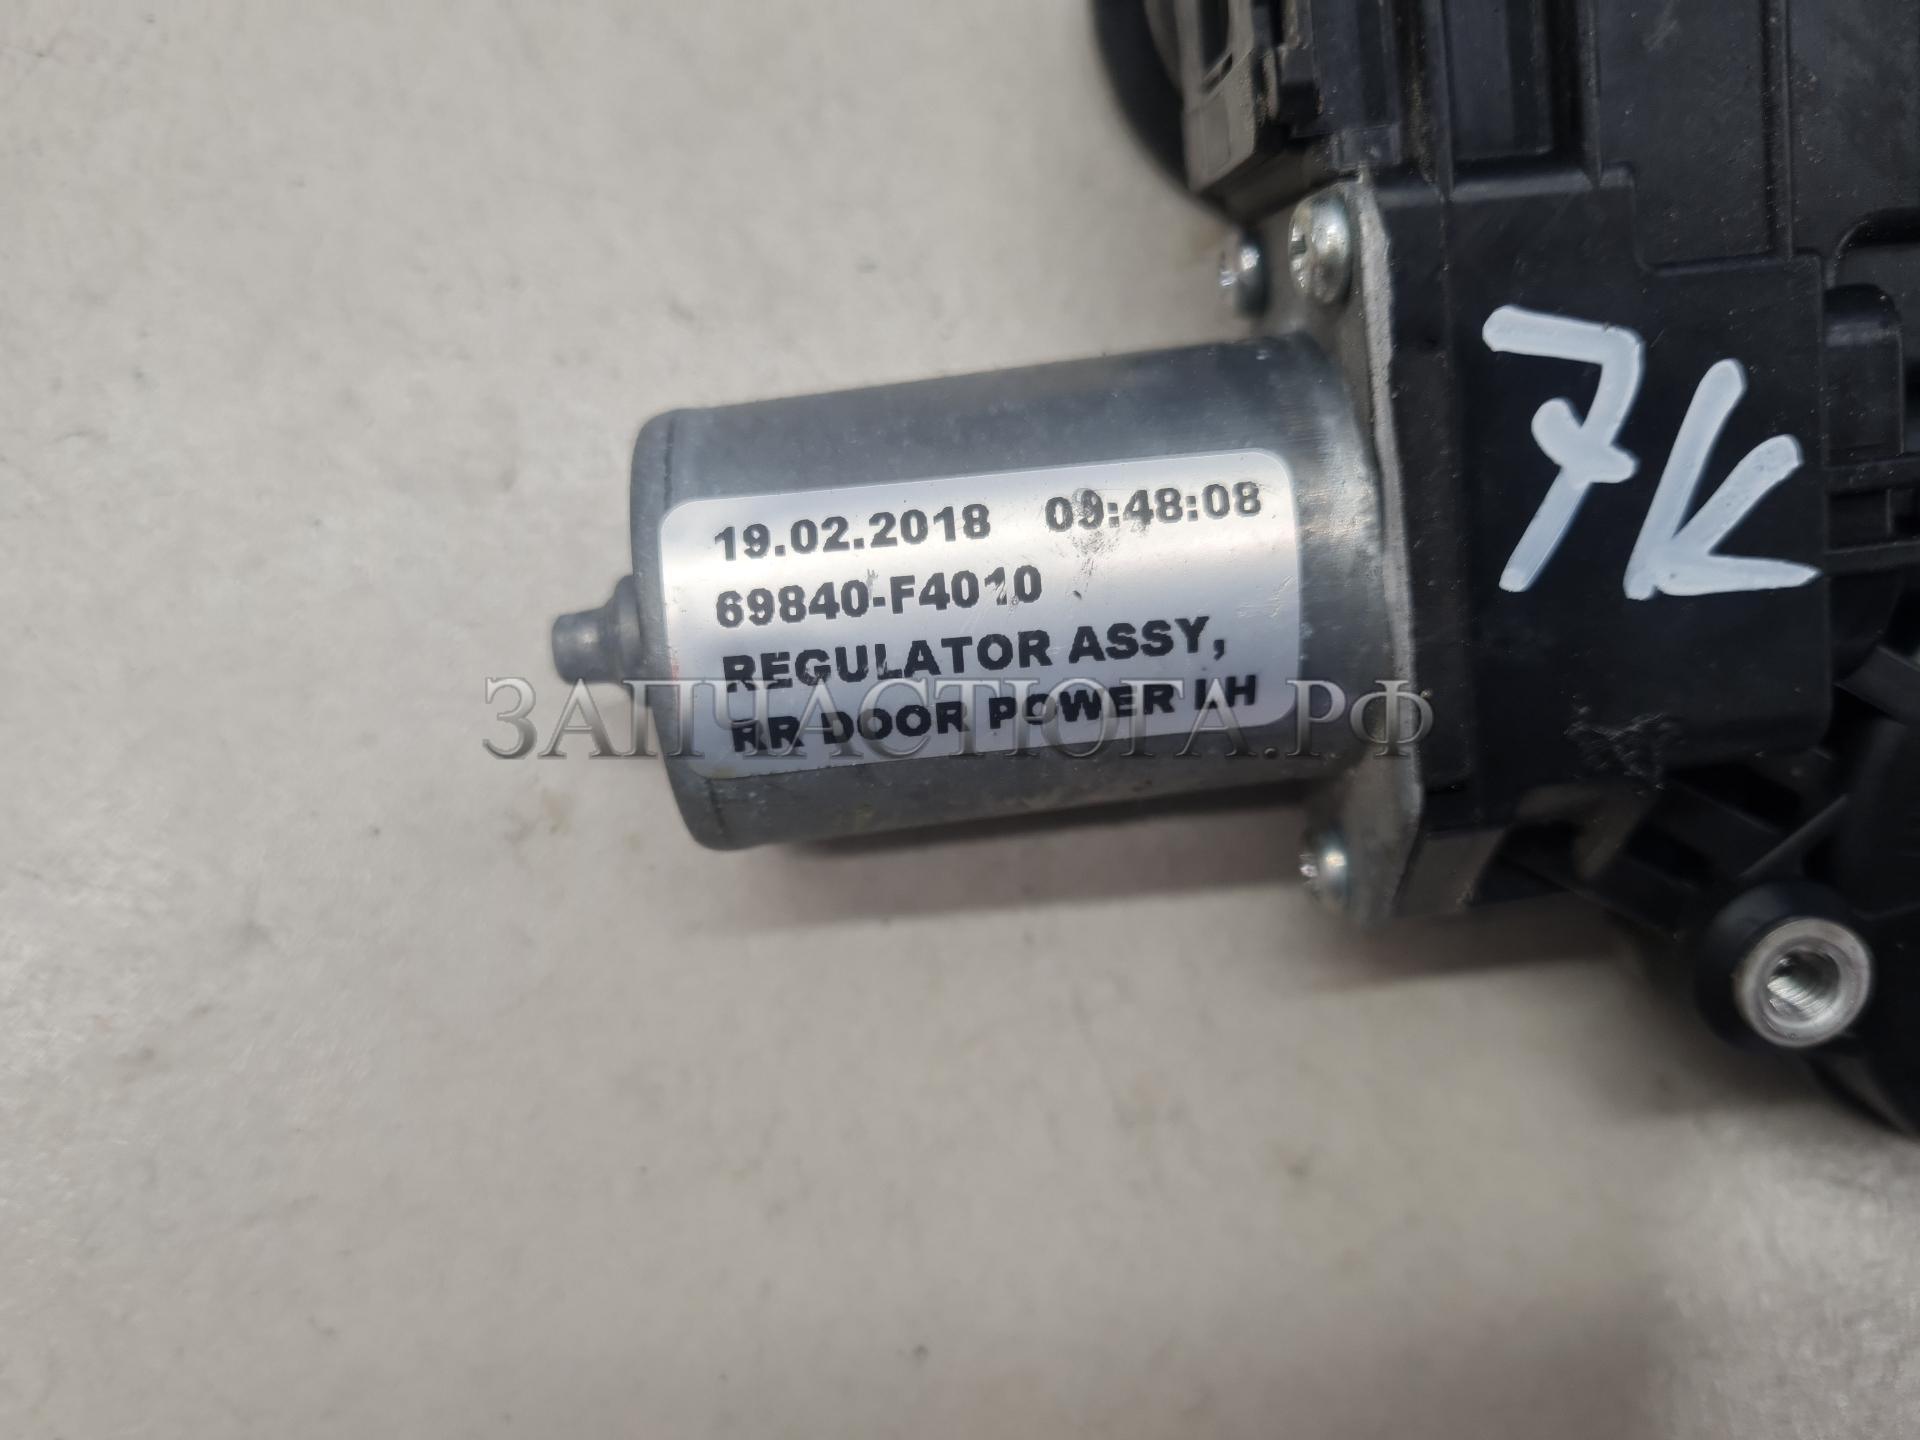 19.02.2018 09:48:08
69840-F4010
REGULATOR ASSY,
RR DOOR POWER LH
7K
ЗАПЧАСТЮГА.РФ